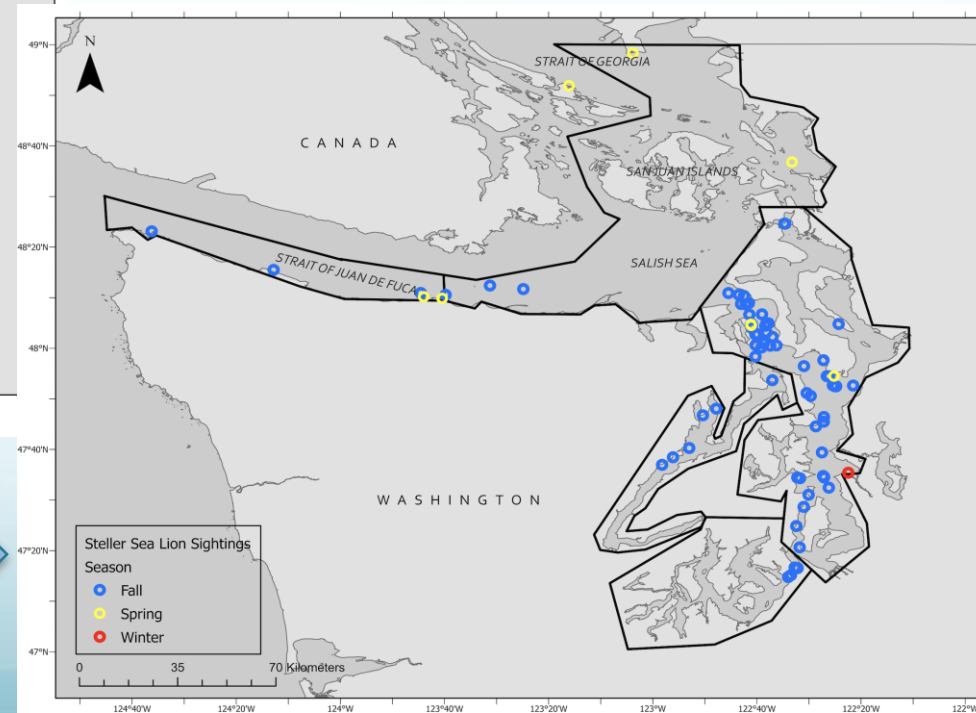 49°N
N
STRAIT OF GEORGIA
48°40'N
CANADA
SAN JUAN ISLANDS
48°20'N
STRAIT OF JUAN DE FUCA
SALISH SEA
48°N
47°40'N
WASHINGTON
47°20'N
Steller Sea Lion Sightings
Season
Fall
Spring
Winter
47°N
0 35 70 Kilometers
124°40'W 124°20'W 124°W 123°40'W 123°20'W 123°W 122°40'W 122°20'W 122°W